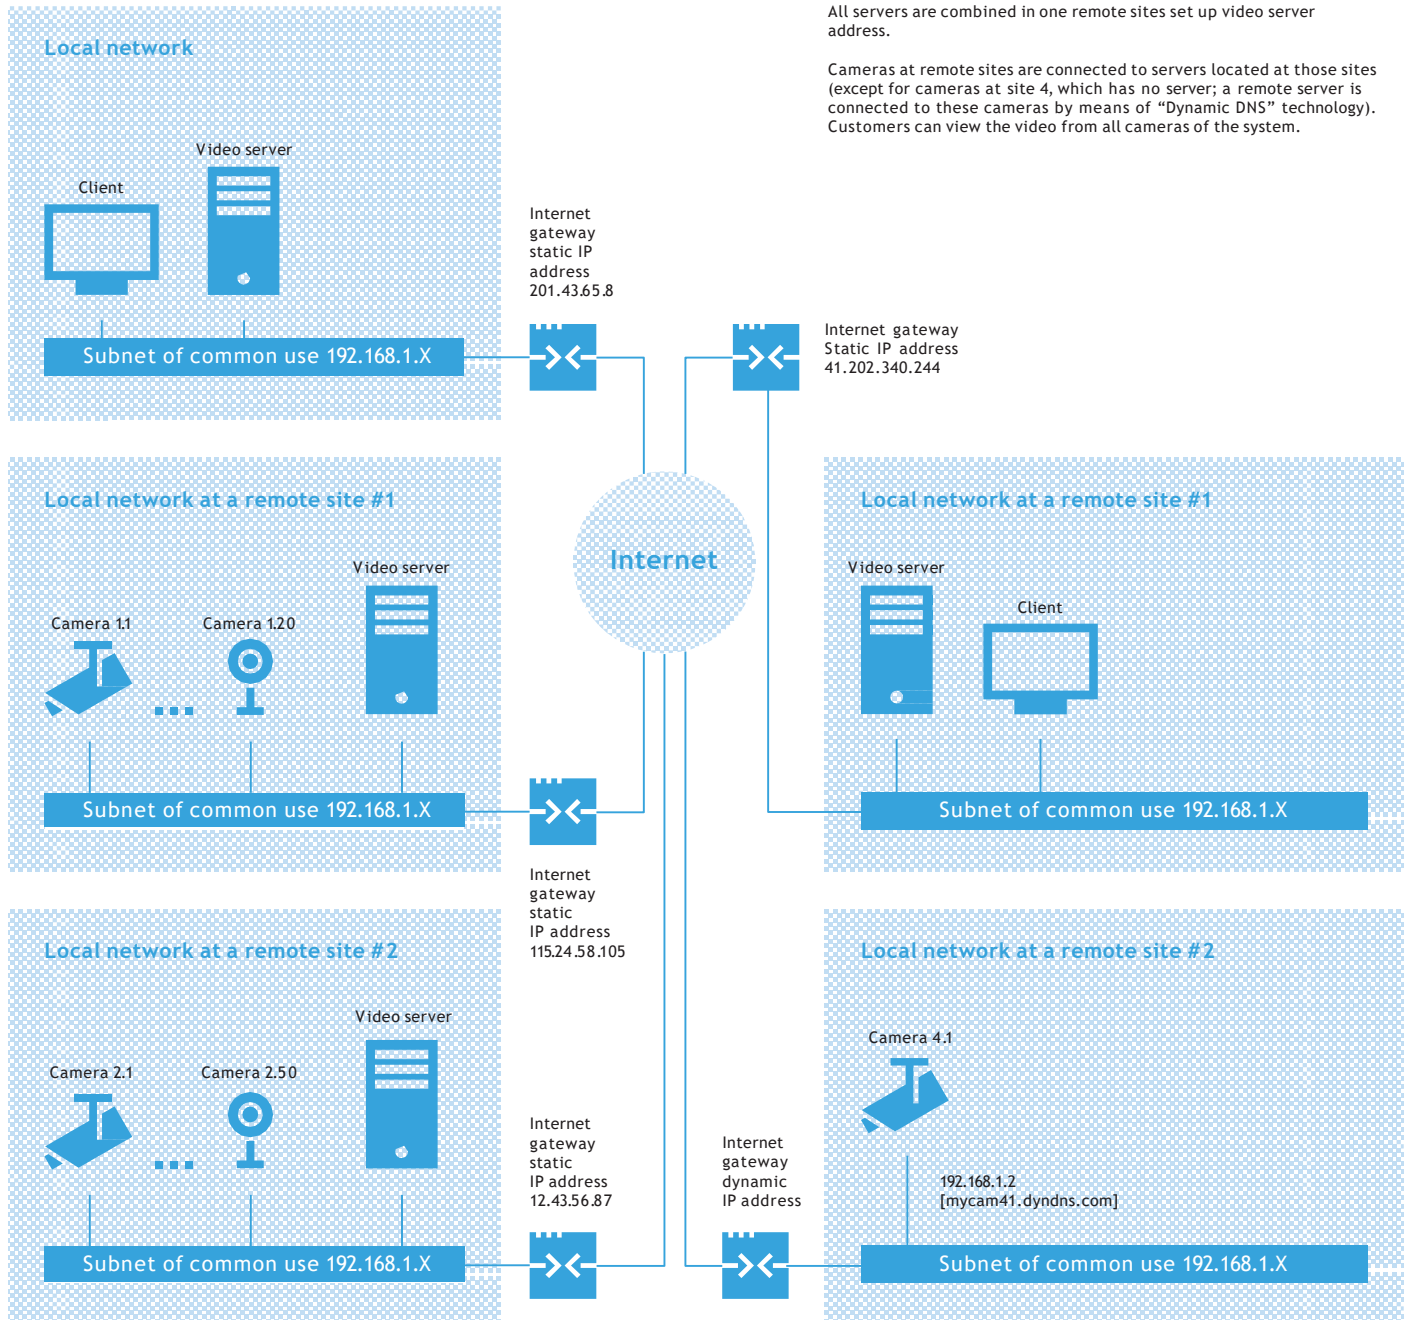 All servers are combined in one remote sites set up video server
address.
Cameras at remote sites are connected to servers located at those sites
(except for cameras at site 4, which has no server; a remote server is
connected to these cameras by means of “Dynamic DNS” technology).
Customers can view the video from all cameras of the system.
Local network
Video server
Client
Subnet of common use 192.168.1.X
Internet
gateway
static IP
address
201.43.65.8
Internet gateway
Static IP address
41.202.340.244
Local network at a remote site #1
Video server
Camera 1.1
Camera 1.20
Subnet of common use 192.168.1.X
Internet
Local network at a remote site #1
Video server
Client
Subnet of common use 192.168.1.X
Internet
gateway
static
IP address
115.24.58.105
Local network at a remote site #2
Video server
Camera 2.1
Camera 2.50
Subnet of common use 192.168.1.X
Internet
gateway
static
IP address
12.43.56.87
Internet
gateway
dynamic
IP address
Local network at a remote site #2
Camera 4.1
192.168.1.2
[mycam41.dyndns.com]
Subnet of common use 192.168.1.X